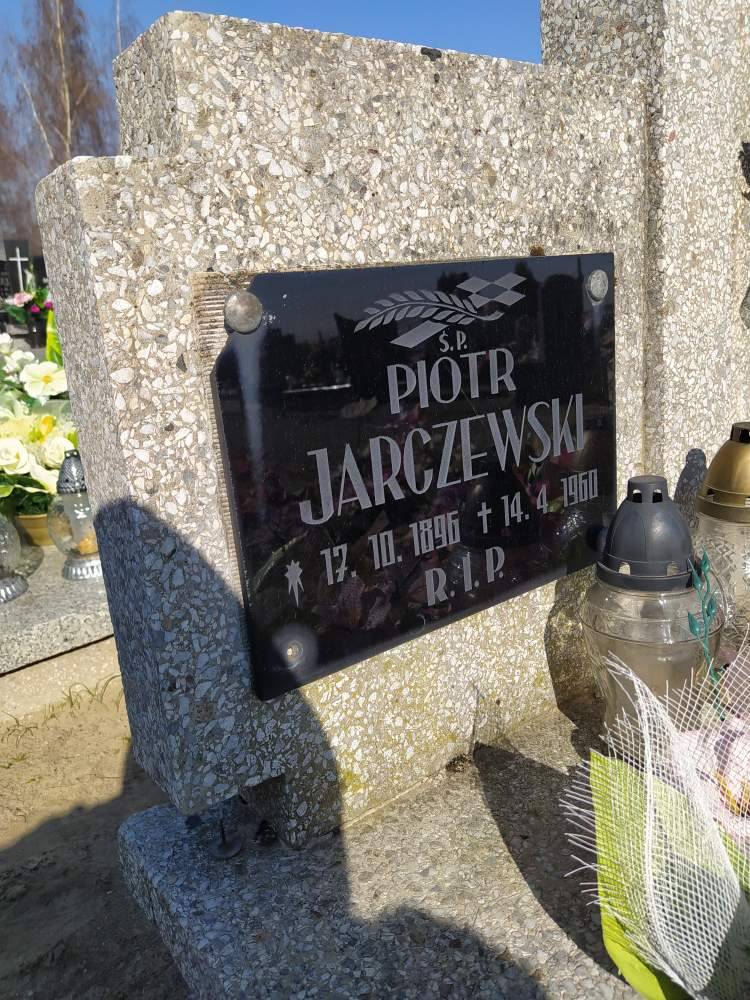 Ś.P.
PIOTR
JARCZEWSKI
* 17. 10. 1896 † 14. 4 1960
R.I.P.